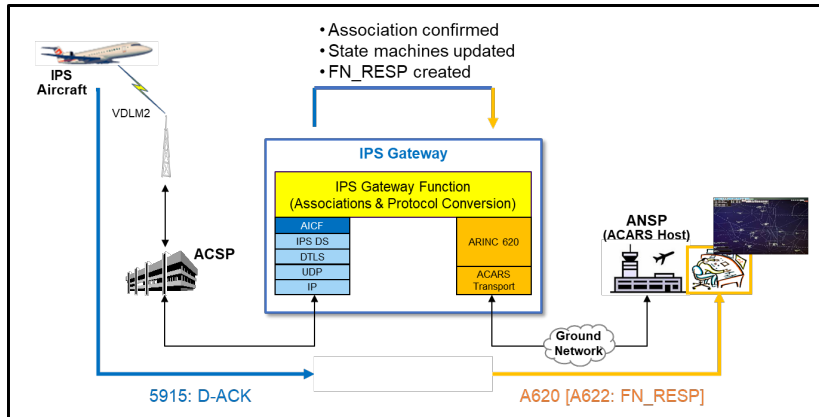 • Association confirmed
• State machines updated
• FN_RESP created
IPS
Aircraft
VDLM2
IPS Gateway
IPS Gateway Function
(Associations & Protocol Conversion)
AICF
IPS DS
DTLS
UDP
IP
ARINC 620
ACARS
Transport
ACSP
ANSP
(ACARS Host)
Ground
Network
5915: D-ACK
A620 [A622: FN_RESP]